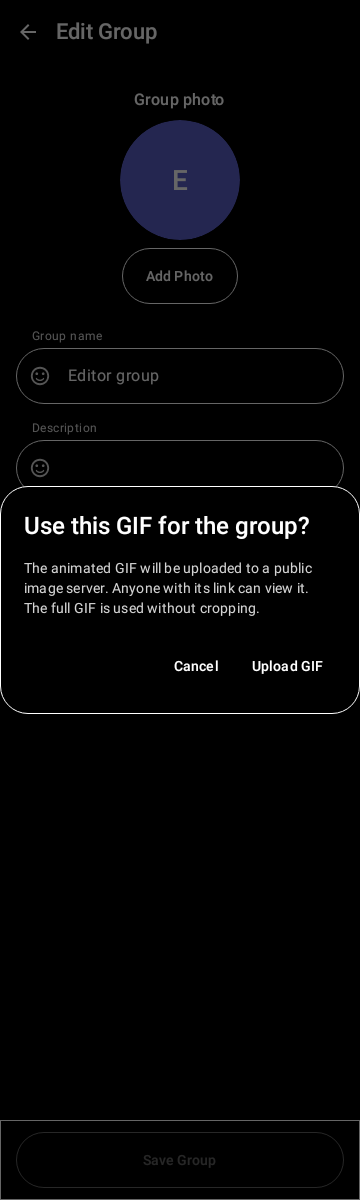 Edit Group
Group photo
E
Add Photo
Group name
Editor group
Description
Use this GIF for the group?
The animated GIF will be uploaded to a public
image server. Anyone with its link can view it.
The full GIF is used without cropping.
Cancel
Upload GIF
Save Group